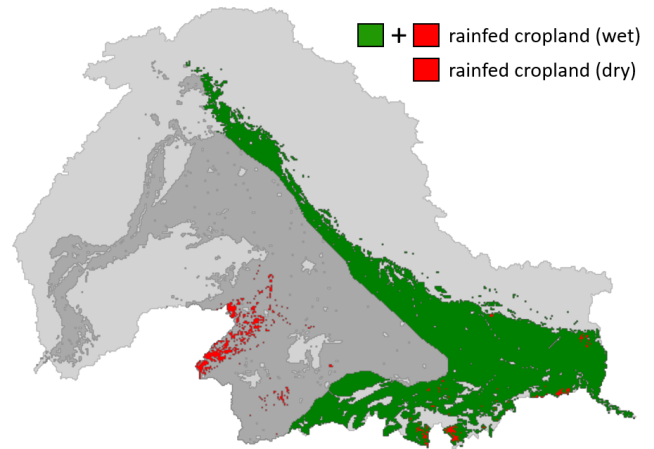 + rainfed cropland (wet)
rainfed cropland (dry)